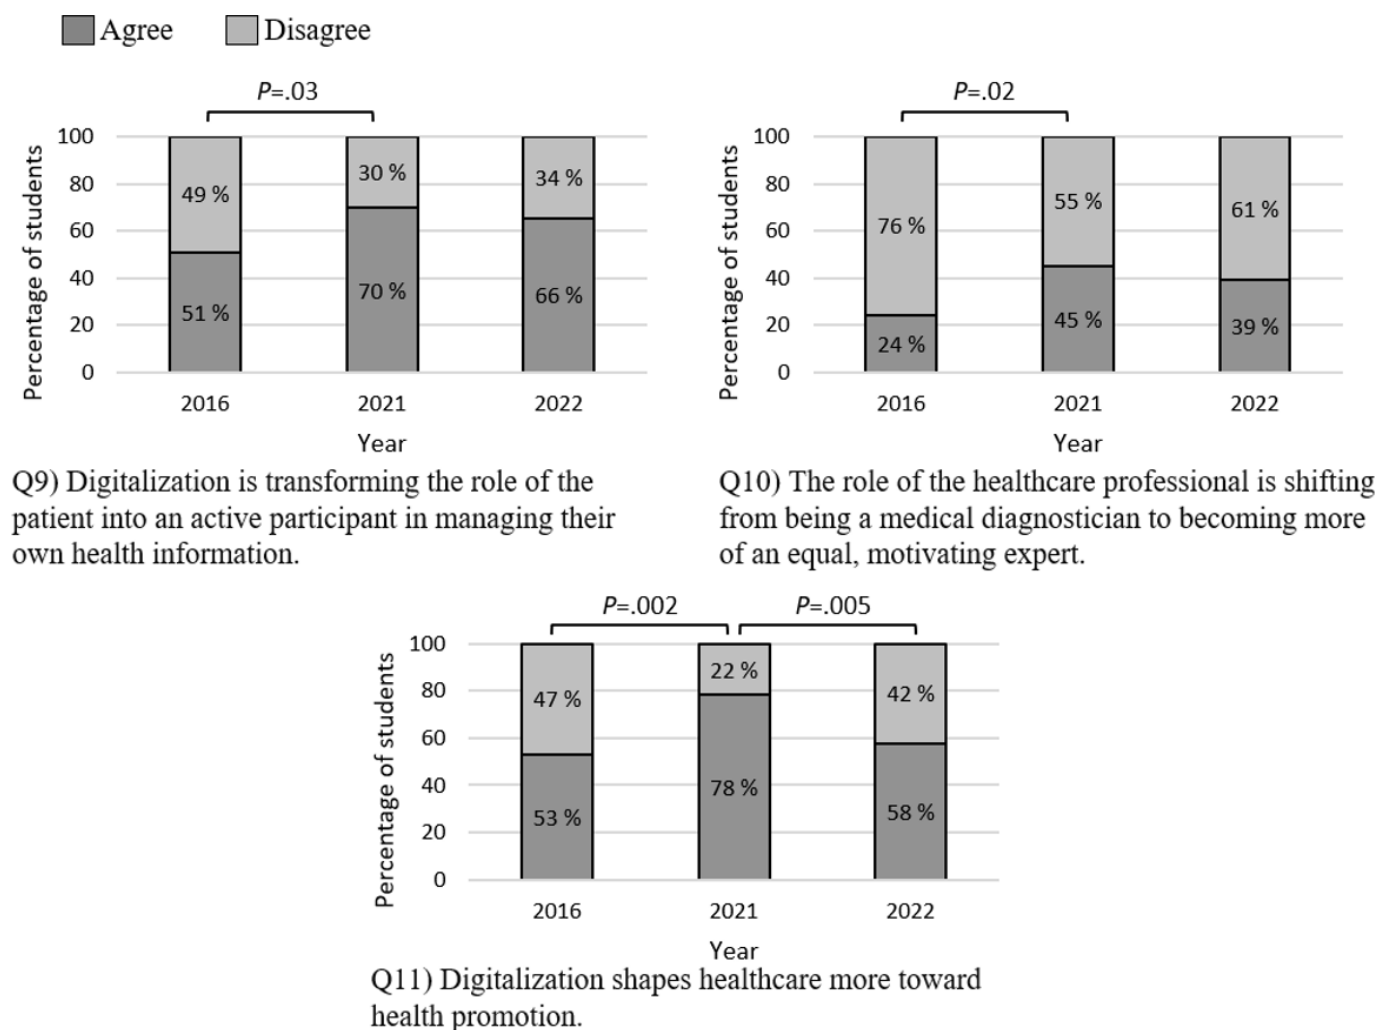 Agree Disagree
P=.03
100
80
60
40
20
0
Percentage of students
49 %
30 %
34 %
51 %
70 %
66 %
2016 2021 2022
Year
Q9) Digitalization is transforming the role of the
patient into an active participant in managing their
own health information.
P=.02
100
80
60
40
20
0
Percentage of students
76 %
55 %
61 %
24 %
45 %
39 %
2016 2021 2022
Year
Q10) The role of the healthcare professional is shifting
from being a medical diagnostician to becoming more
of an equal, motivating expert.
P=.002 P=.005
100
80
60
40
20
0
Percentage of students
47 %
22 %
42 %
53 %
78 %
58 %
2016 2021 2022
Year
Q11) Digitalization shapes healthcare more toward
health promotion.